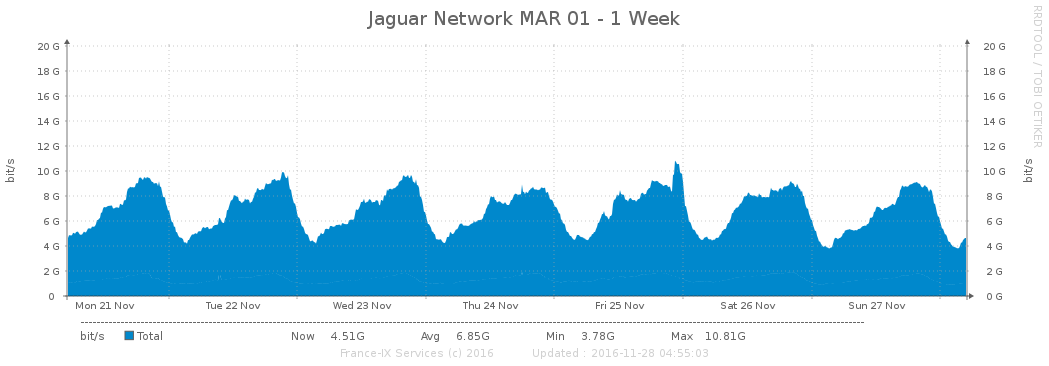 Jaguar Network MAR 01 - 1 Week
RRDTOOL / TOBI OETIKER
20 G 20 G
18 G 18 G
16 G 16 G
14 G 14 G
12 G 12 G
10 G 10 G
8 G 8 G
6 G 6 G
4 G 4 G
2 G 2 G
0 0 G
bit/s bit/s
Mon 21 Nov Tue 22 Nov Wed 23 Nov Thu 24 Nov Fri 25 Nov Sat 26 Nov Sun 27 Nov
bit/s Total Now 4.51G Avg 6.85G Min 3.78G Max 10.81G
France-IX Services (c) 2016 Updated : 2016-11-28 04:55:03